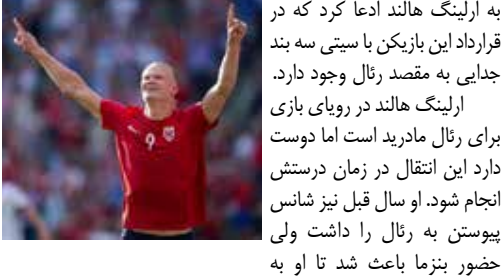 به ارلینگ هالند ادعا کرد که در
قرارداد این بازیکن با سیتی سه بند
جدایی به مقصد رئال وجود دارد.
ارلینگ هالند در رویای بازی
برای رئال مادرید است اما دوست
دارد این انتقال در زمان درستش
انجام شود. او سال قبل نیز شانس
پیوستن به رئال را داشت ولی
حضور بنزما باعث شد تا او به
9